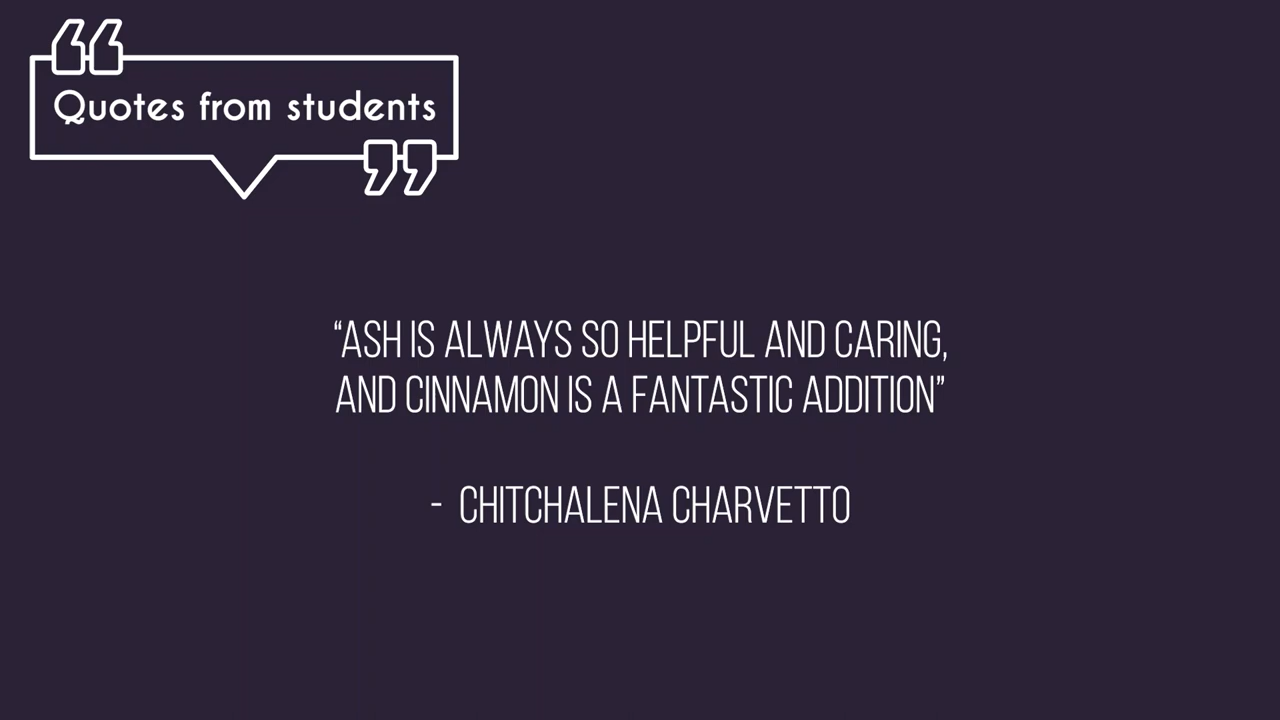 Quotes from students
“ASH IS ALWAYS SO HELPFUL AND CARING,
AND CINNAMON IS A FANTASTIC ADDITION”
- CHITCHALENA CHARVETTO